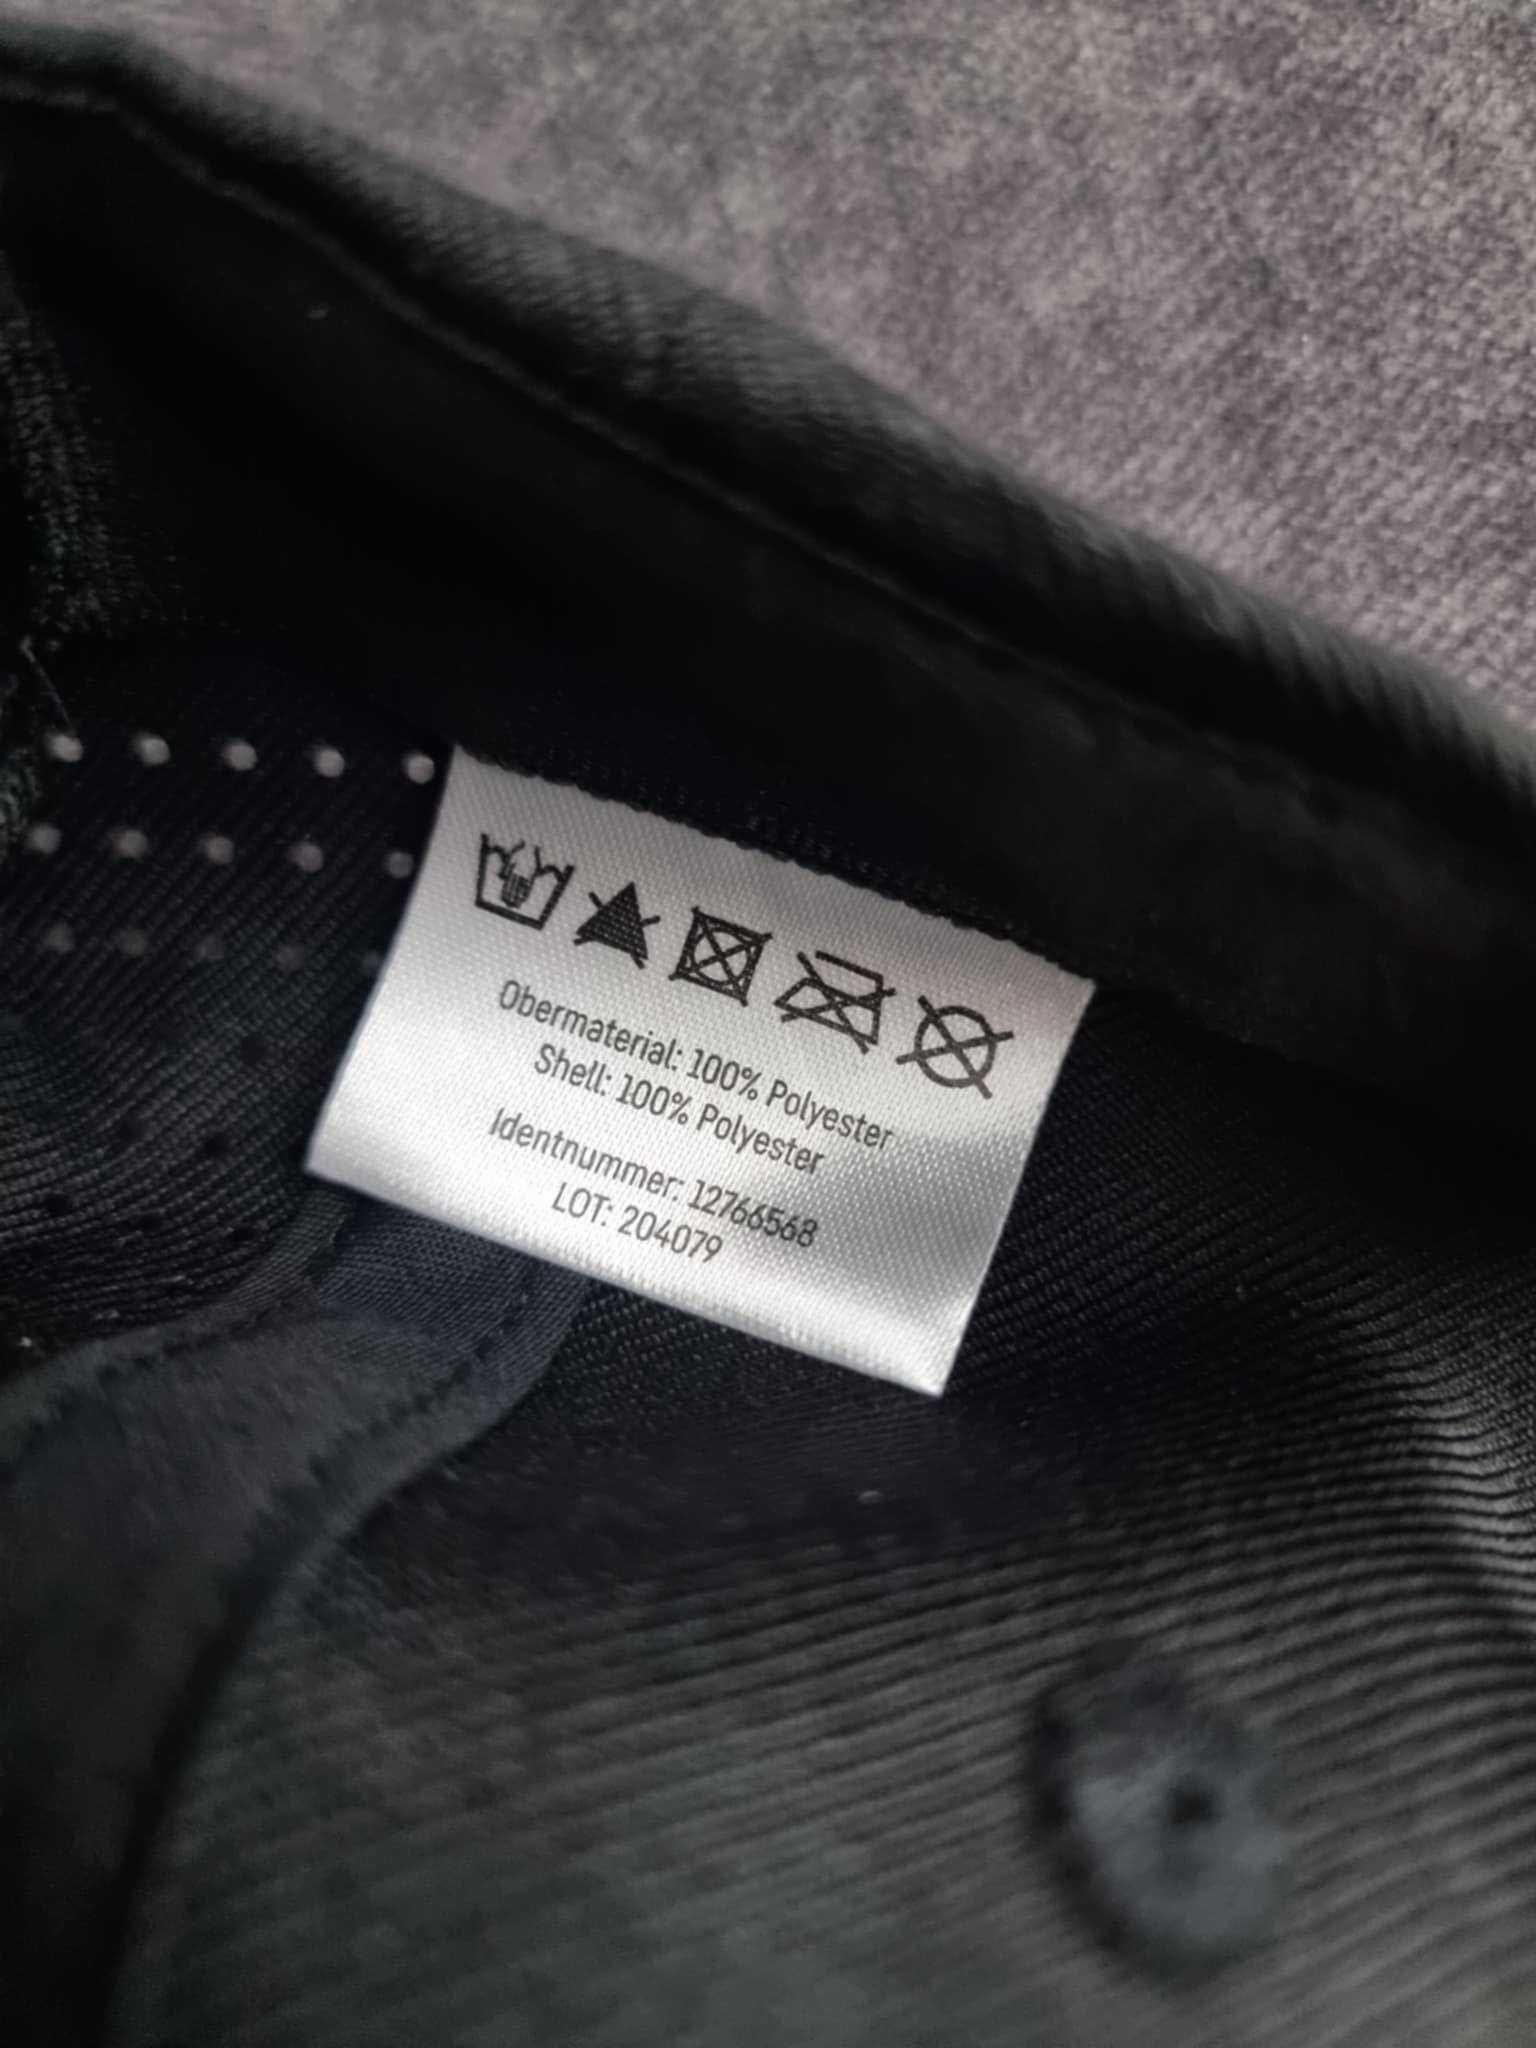 Obermaterial: 100% Polyester
Shell: 100% Polyester
Identnummer: 12766568
LOT: 204079